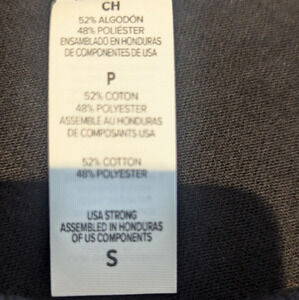 CH
52% ALGODÓN
48% POLIÉSTER
ENSAMBLADO EN HONDURAS
DE COMPONENTES DE USA
P
52% COTON
48% POLYESTER
ASSEMBLÉ AU HONDURAS
DE COMPOSANTS USA
52% COTTON
48% POLYESTER
USA STRONG
ASSEMBLED IN HONDURAS
OF US COMPONENTS
S